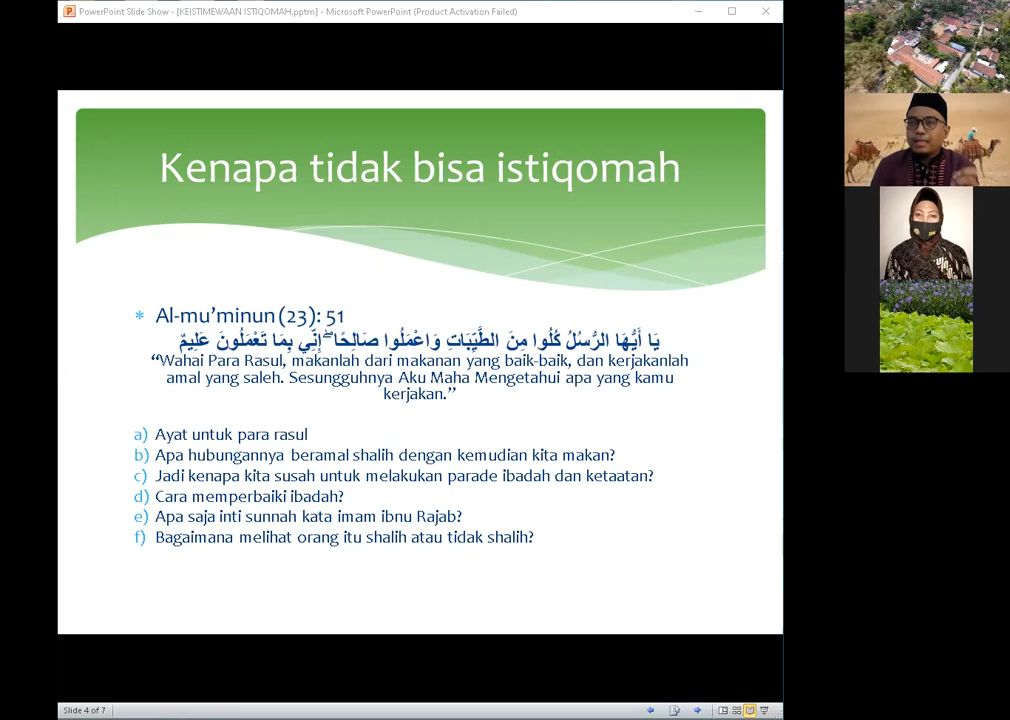 PowerPoint Slide Show - [KEISTIMEWAAN ISTIQOMAH.pptm] - Microsoft PowerPoint (Product Activation Failed)
Kenapa tidak bisa istiqomah
* Al-mu’minun (23): 51
يَا أَيُّهَا الرُّسُلُ كُلُوا مِنَ الطَّيِّبَاتِ وَاعْمَلُوا صَالِحًا ۖ إِنِّي بِمَا تَعْمَلُونَ عَلِيمٌ
“Wahai Para Rasul, makanlah dari makanan yang baik-baik, dan kerjakanlah
amal yang saleh. Sesungguhnya Aku Maha Mengetahui apa yang kamu
kerjakan.”
a) Ayat untuk para rasul
b) Apa hubungannya beramal shalih dengan kemudian kita makan?
c) Jadi kenapa kita susah untuk melakukan parade ibadah dan ketaatan?
d) Cara memperbaiki ibadah?
e) Apa saja inti sunnah kata imam ibnu Rajab?
f) Bagaimana melihat orang itu shalih atau tidak shalih?
Slide 4 of 7